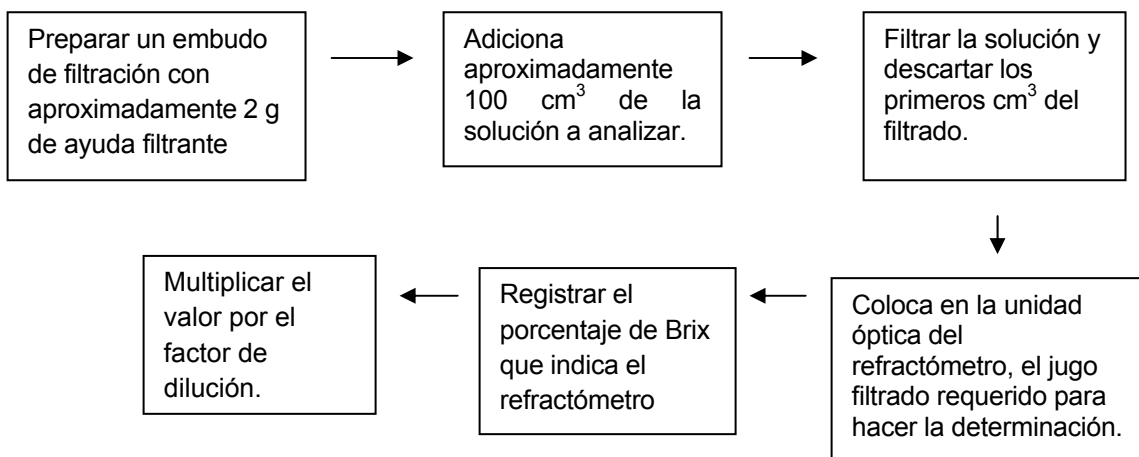 Preparar un embudo
de filtración con
aproximadamente 2 g
de ayuda filtrante
Adiciona
aproximadamente
100 cm³ de la
solución a analizar.
Filtrar la solución y
descartar los
primeros cm³ del
filtrado.
Coloca en la unidad
óptica del
refractómetro, el jugo
filtrado requerido para
hacer la determinación.
Registrar el
porcentaje de Brix
que indica el
refractómetro
Multiplicar el
valor por el
factor de
dilución.